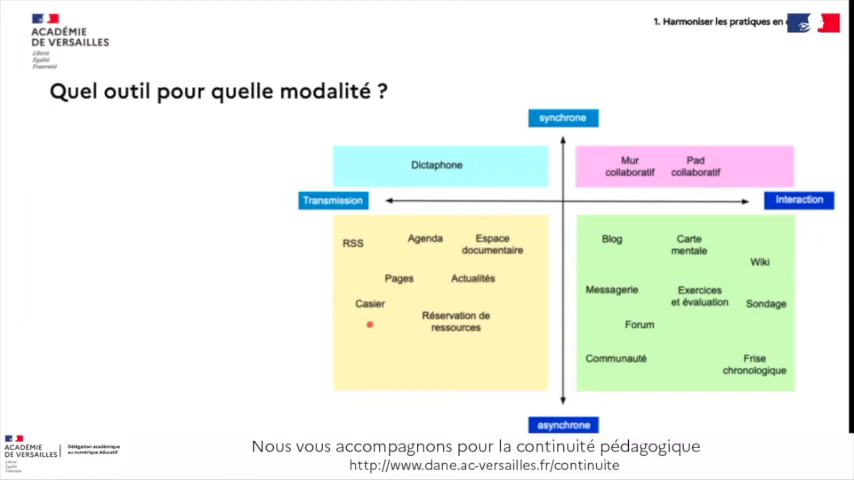 ACADÉMIE
DE VERSAILLES
Liberté
Égalité
Fraternité
1. Harmoniser les pratiques en
Quel outil pour quelle modalité ?
synchrone
Dictaphone
Mur
collaboratif
Pad
collaboratif
Transmission
Interaction
RSS
Agenda
Espace
documentaire
Pages
Actualités
Casier
Réservation de
ressources
Blog
Carte
mentale
Wiki
Messagerie
Exercices
et évaluation
Sondage
Forum
Communauté
Frise
chronologique
asynchrone
ACADÉMIE
DE VERSAILLES
Liberté
Égalité
Fraternité
Délégation académique
au numérique éducatif
Nous vous accompagnons pour la continuité pédagogique
http://www.dane.ac-versailles.fr/continuite